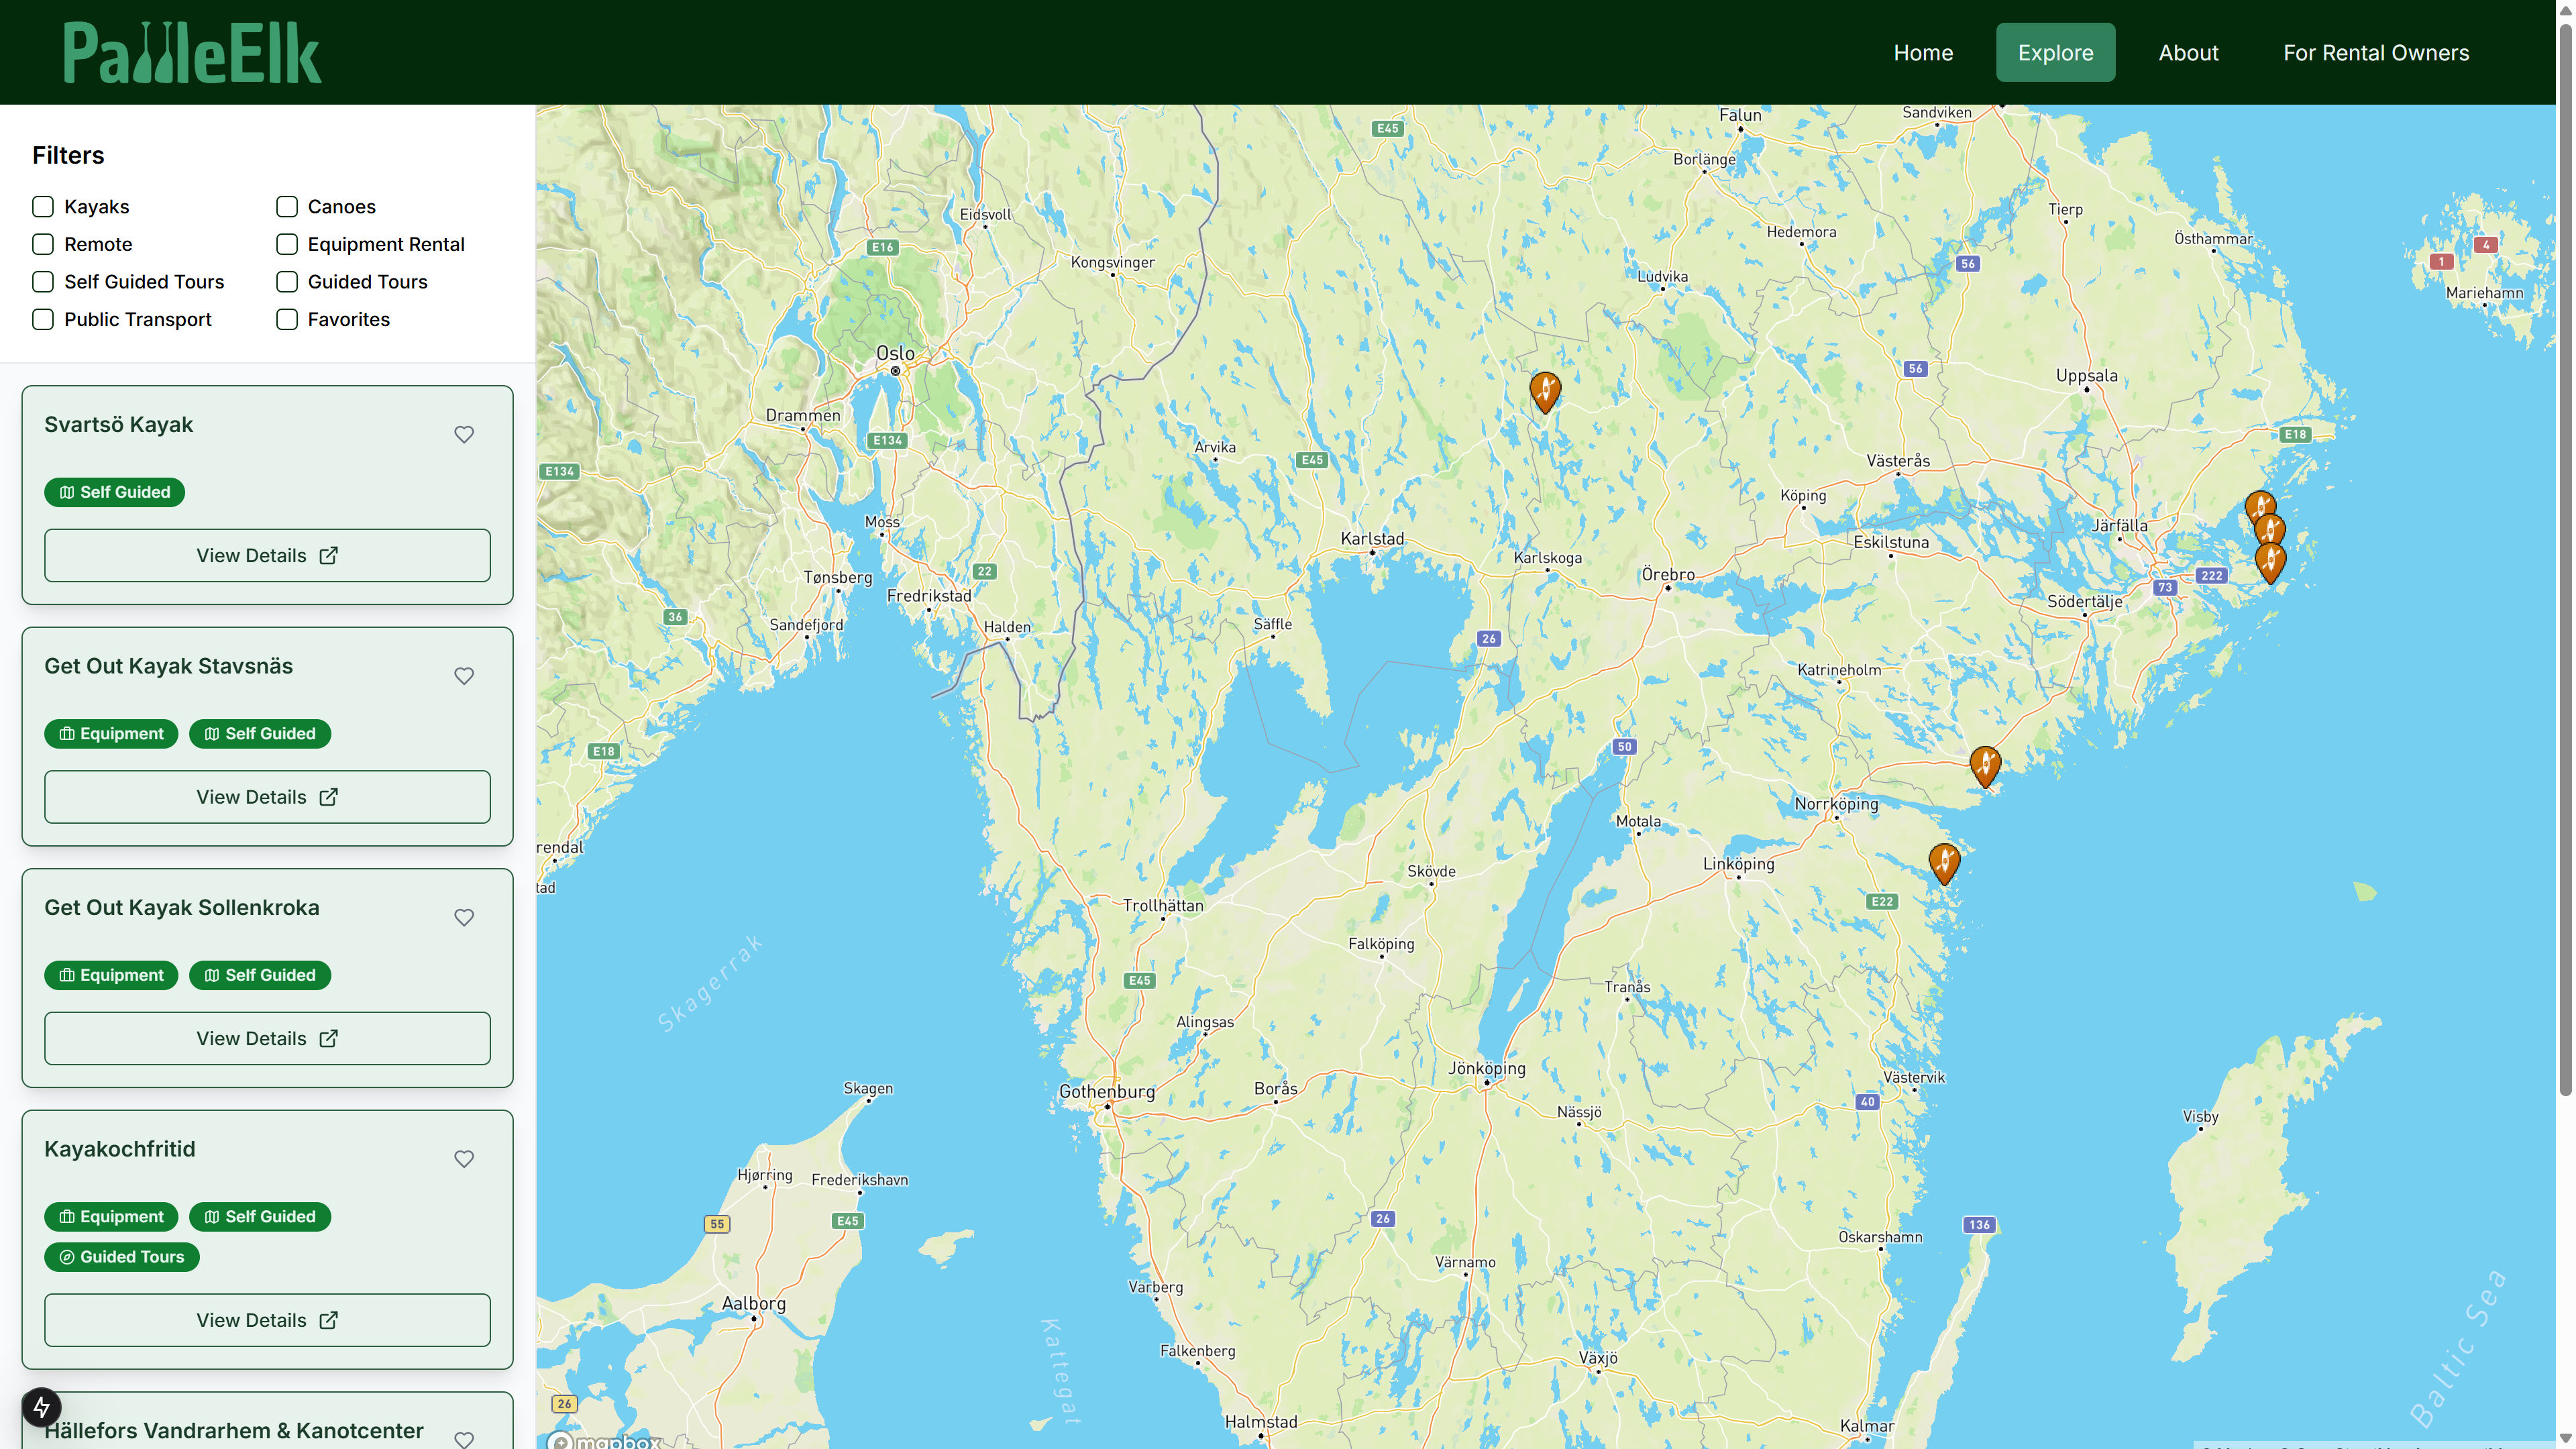 PaddleElk
Home
Explore
About
For Rental Owners
Filters
Kayaks
Canoes
Remote
Equipment Rental
Self Guided Tours
Guided Tours
Public Transport
Favorites
Svartsö Kayak
Self Guided
View Details
Get Out Kayak Stavsnäs
Equipment
Self Guided
View Details
Get Out Kayak Sollenkroka
Equipment
Self Guided
View Details
Kayakochfritid
Equipment
Self Guided
Guided Tours
View Details
Hällefors Vandrarhem & Kanotcenter
E45
Falun
Sandviken
Borlänge
Eidsvoll
Tierp
Östhammar
E16
Hedemora
Kongsvinger
56
4
1
Ludvika
Mariehamn
Oslo
56
Uppsala
Drammen
E134
E18
Arvika
E45
E134
Västerås
Köping
Moss
Järfälla
Karlstad
Eskilstuna
Karlskoga
22
Tønsberg
Örebro
222
73
Fredrikstad
Södertälje
36
Sandefjord
Halden
Säffle
26
Katrineholm
E18
50
Norrköping
Motala
rendal
Linköping
Skövde
tad
E22
Trollhättan
Skagerrak
Falköping
E45
Tranås
Alingsas
Jönköping
Västervik
Skagen
Gothenburg
Borås
40
Nässjö
Visby
Hjørring
Frederikshavn
55
E45
26
136
Oskarshamn
Värnamo
Varberg
Aalborg
Kattegat
Baltic Sea
Falkenberg
Växjö
26
Halmstad
Kalmar
mapbox